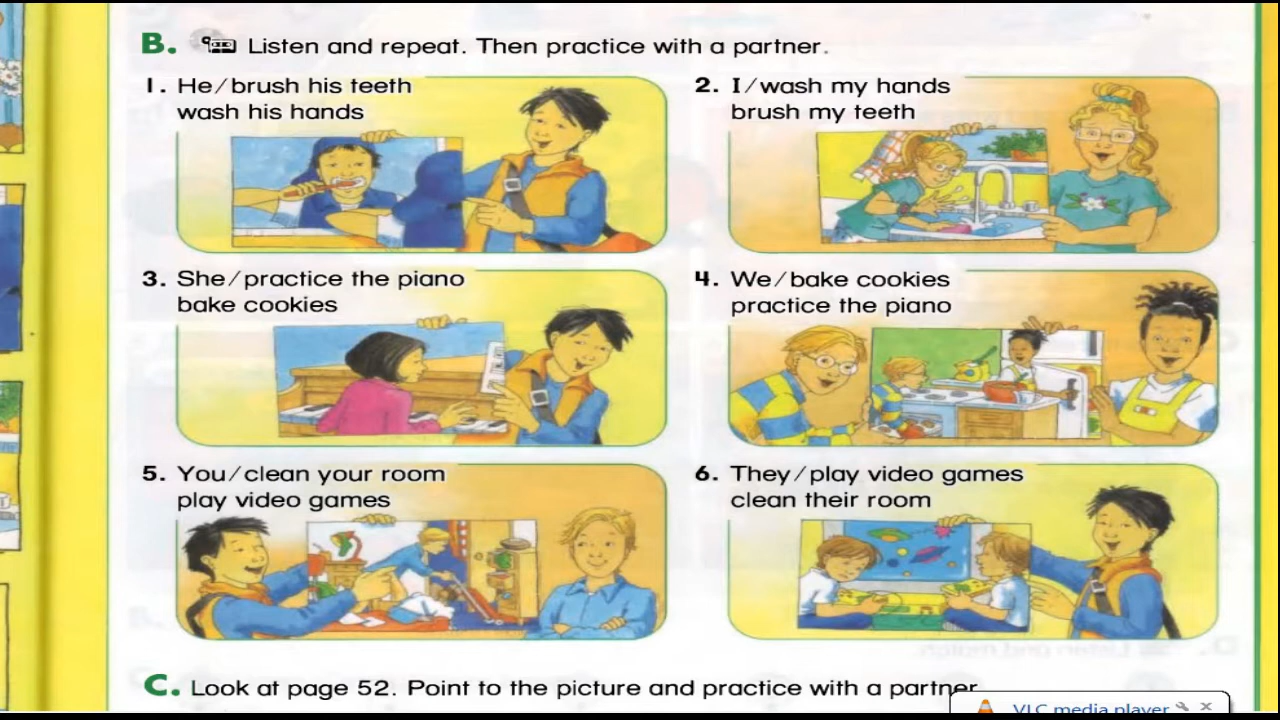 B. Listen and repeat. Then practice with a partner.
1. He/brush his teeth
wash his hands
2. I/wash my hands
brush my teeth
3. She/practice the piano
bake cookies
4. We/bake cookies
practice the piano
5. You/clean your room
play video games
6. They/play video games
clean their room
C. Look at page 52. Point to the picture and practice with a partner
VLC media player